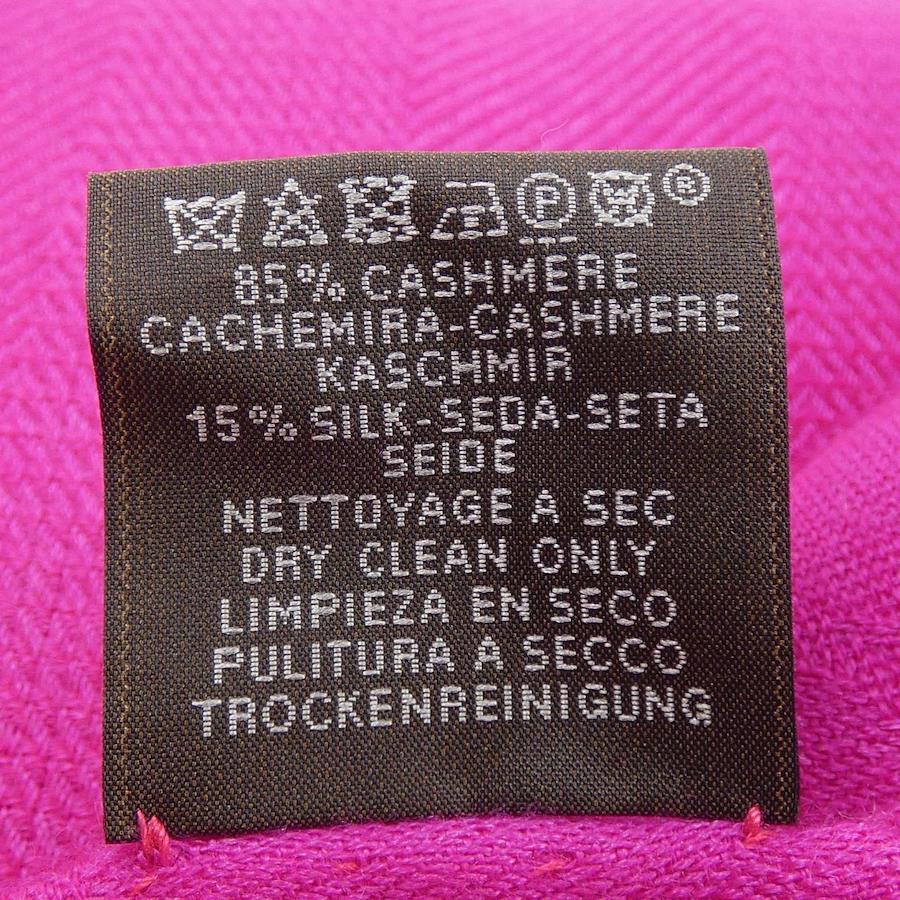 P ®
85% CASHMERE
CACHEMIRA-CASHMERE
KASCHMIR
15% SILK-SEDA-SETA
SEIDE
NETTOYAGE A SEC
DRY CLEAN ONLY
LIMPIEZA EN SECO
PULITURA A SECCO
TROCKENREINIGUNG